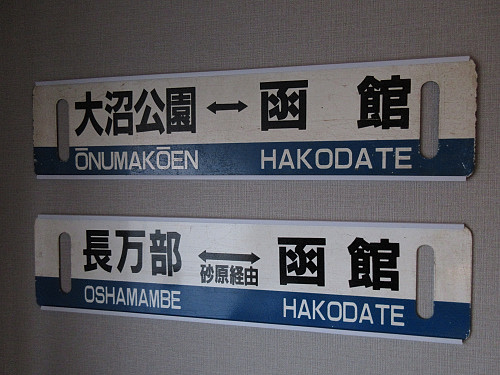 大沼公園 ↔ 函館
ŌNUMAKŌEN HAKODATE
長万部 ↔ 函館
砂原経由
OSHAMAMBE HAKODATE